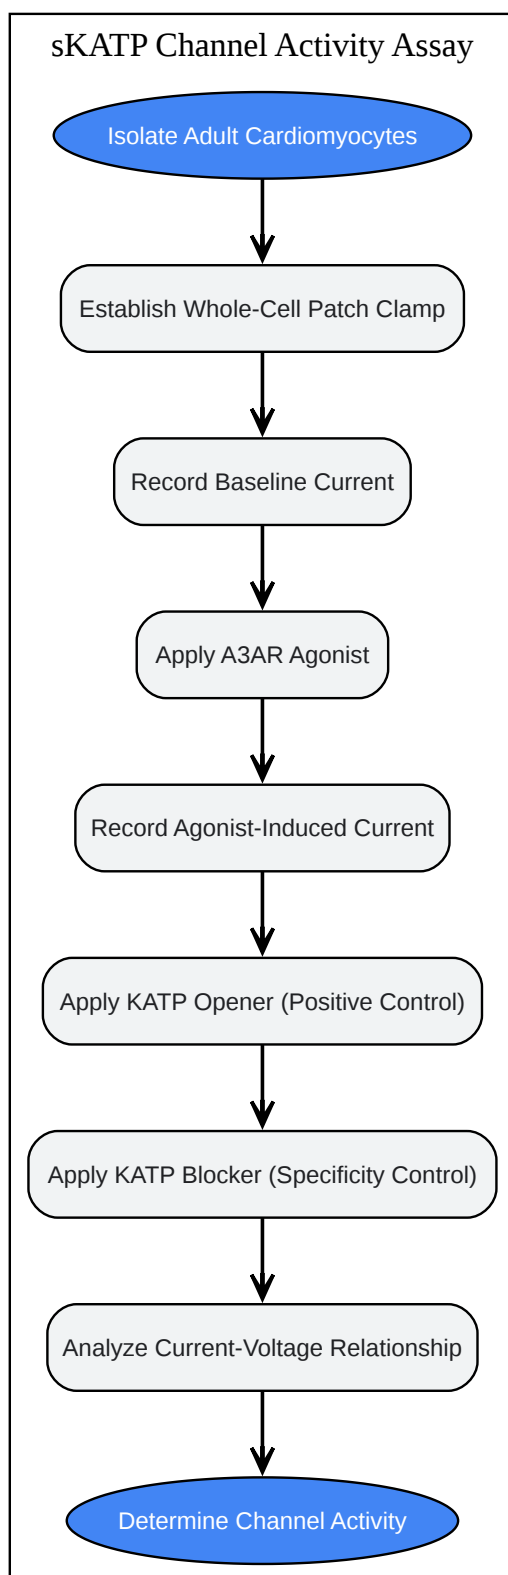 sKATP Channel Activity Assay
Isolate Adult Cardiomyocytes
Establish Whole-Cell Patch Clamp
Record Baseline Current
Apply A3AR Agonist
Record Agonist-Induced Current
Apply KATP Opener (Positive Control)
Apply KATP Blocker (Specificity Control)
Analyze Current-Voltage Relationship
Determine Channel Activity